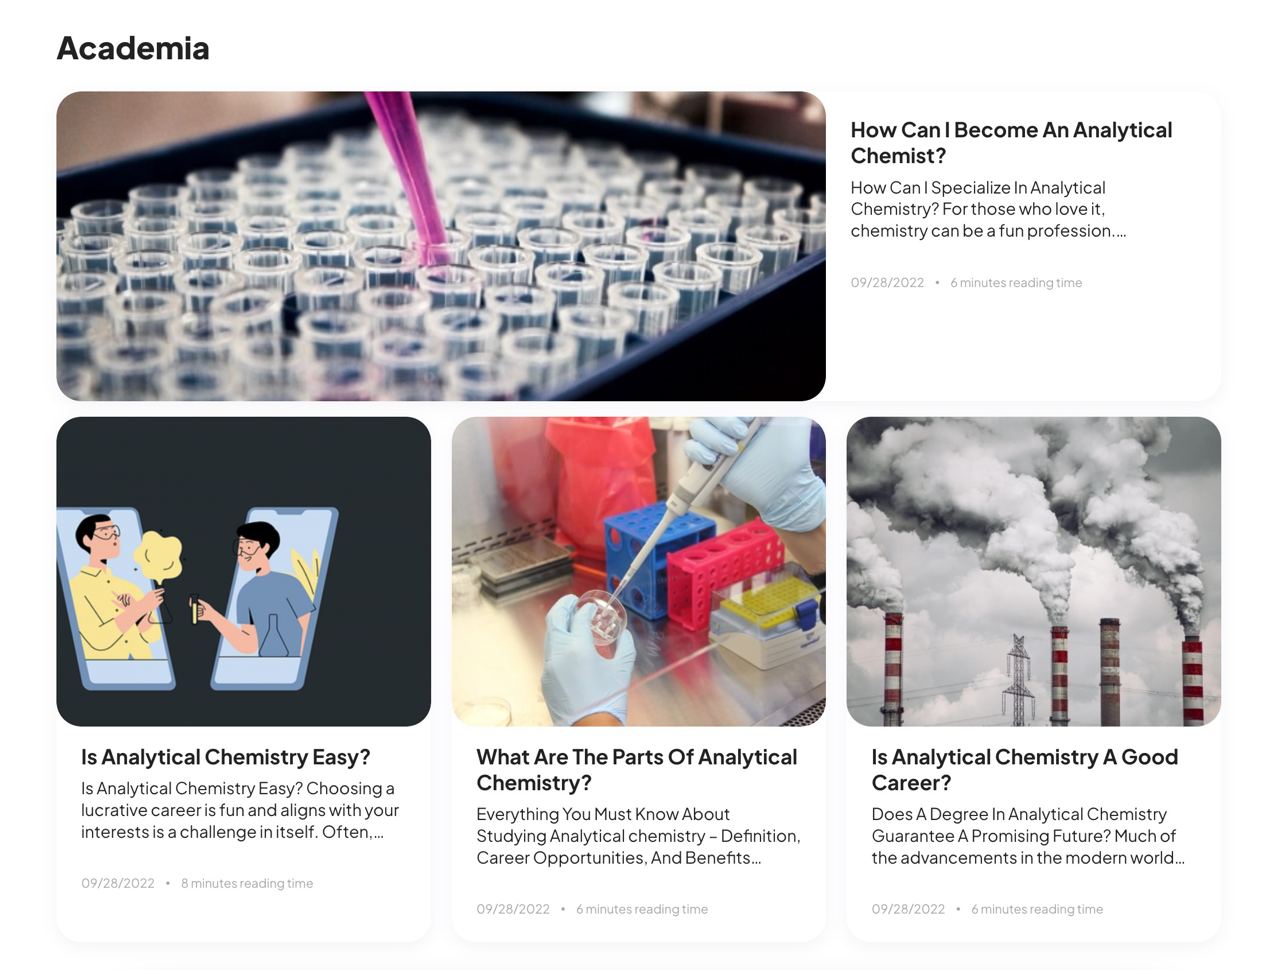 Academia
How Can I Become An Analytical
Chemist?
How Can I Specialize In Analytical
Chemistry? For those who love it,
chemistry can be a fun profession....
09/28/2022 • 6 minutes reading time
Is Analytical Chemistry Easy?
Is Analytical Chemistry Easy? Choosing a
lucrative career is fun and aligns with your
interests is a challenge in itself. Often,...
09/28/2022 • 8 minutes reading time
What Are The Parts Of Analytical
Chemistry?
Everything You Must Know About
Studying Analytical chemistry – Definition,
Career Opportunities, And Benefits...
09/28/2022 • 6 minutes reading time
Is Analytical Chemistry A Good
Career?
Does A Degree In Analytical Chemistry
Guarantee A Promising Future? Much of
the advancements in the modern world...
09/28/2022 • 6 minutes reading time